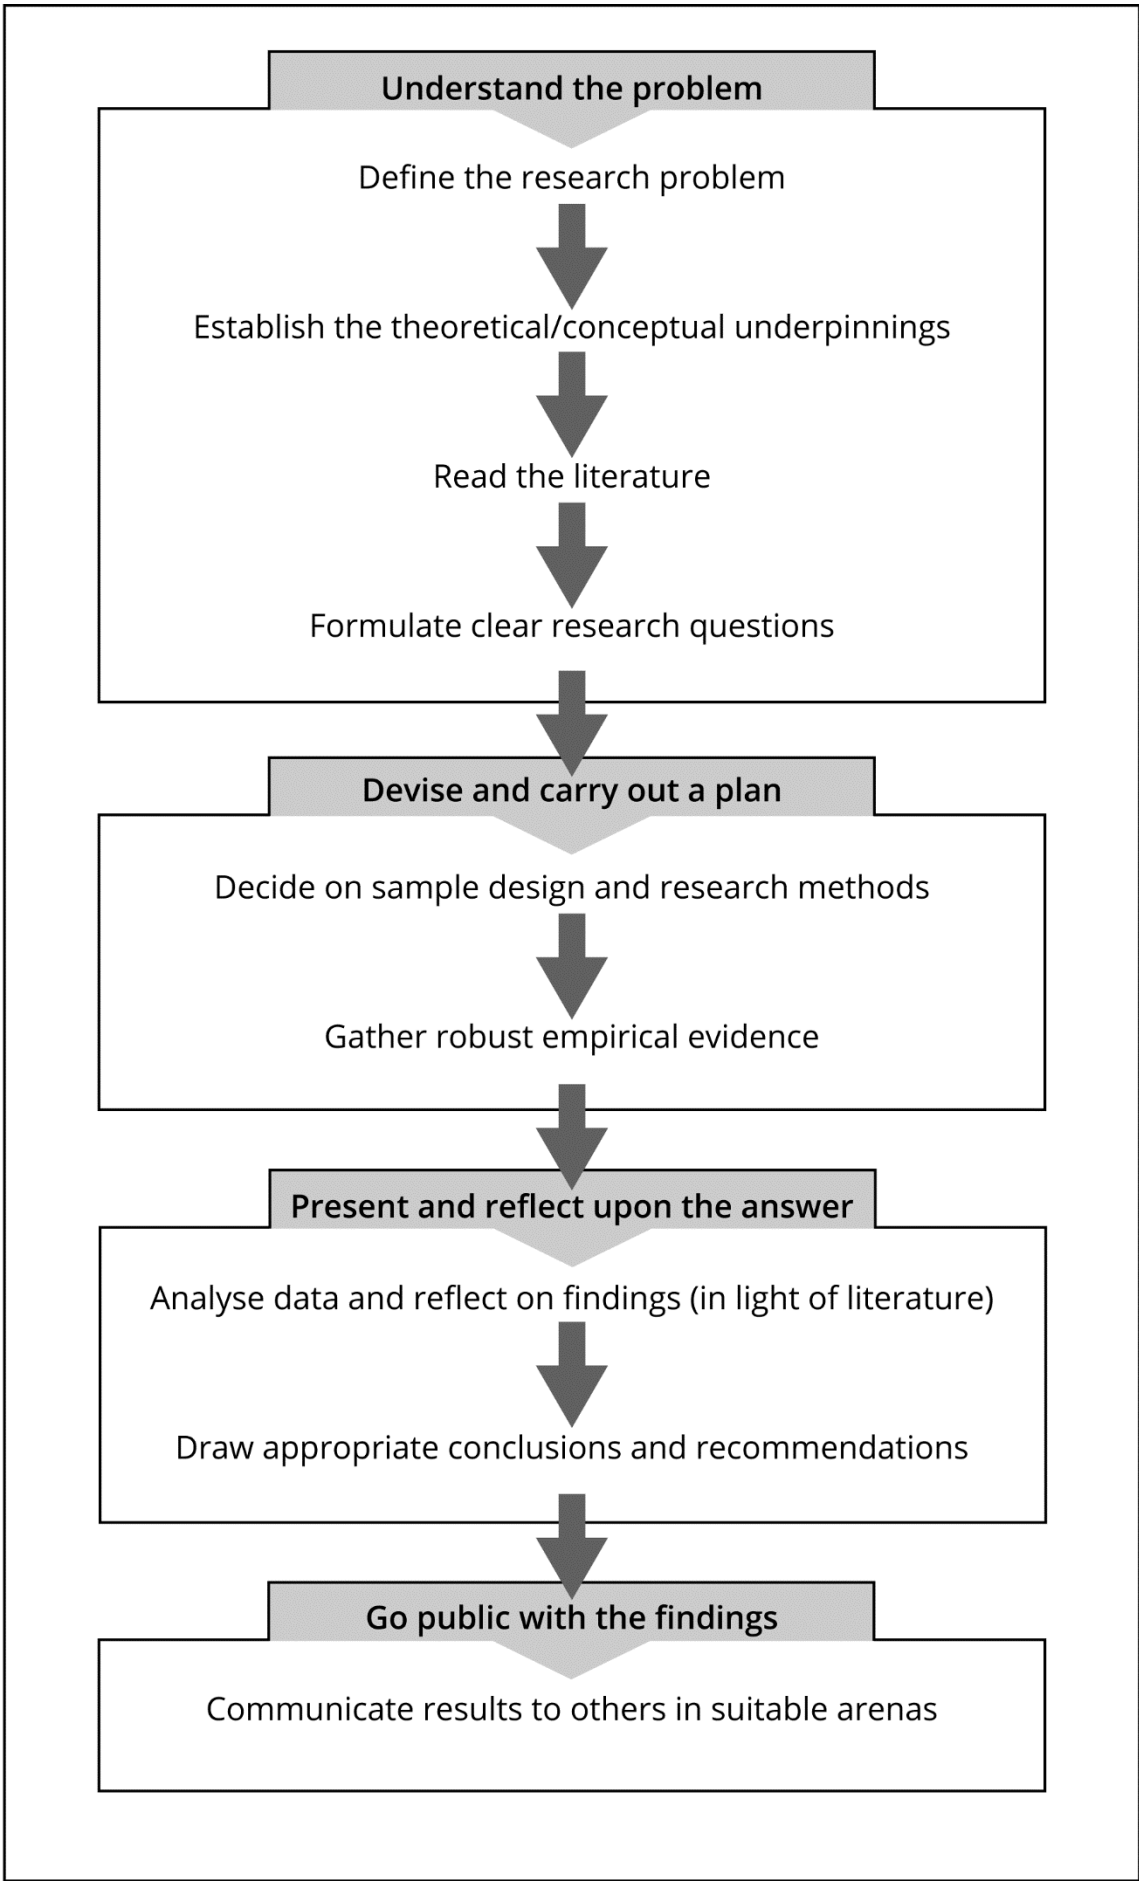 Understand the problem
Define the research problem
Establish the theoretical/conceptual underpinnings
Read the literature
Formulate clear research questions
Devise and carry out a plan
Decide on sample design and research methods
Gather robust empirical evidence
Present and reflect upon the answer
Analyse data and reflect on findings (in light of literature)
Draw appropriate conclusions and recommendations
Go public with the findings
Communicate results to others in suitable arenas